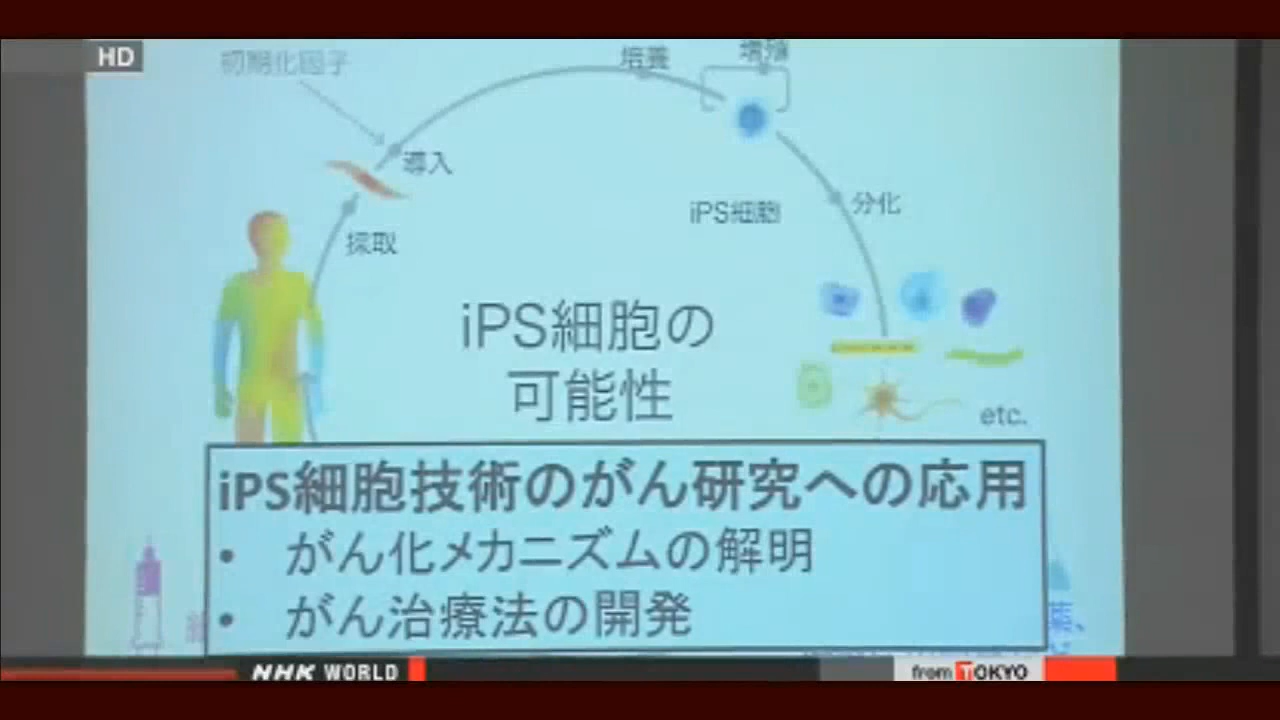 HD
初期化因子
培養
増殖
導入
採取
iPS細胞
分化
iPS細胞の
可能性
etc.
iPS細胞技術のがん研究への応用
• がん化メカニズムの解明
• がん治療法の開発
NHK WORLD
from TOKYO